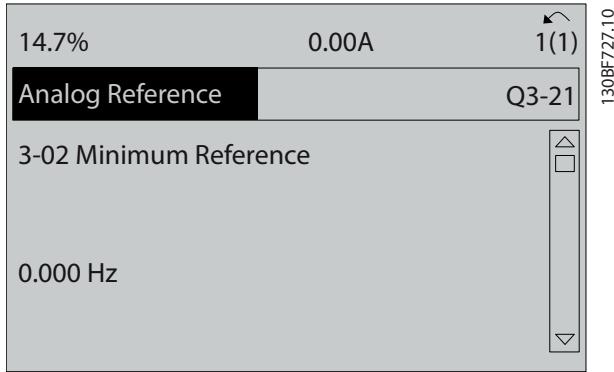 14.7% 0.00A 1(1)
Analog Reference Q3-21
3-02 Minimum Reference
0.000 Hz
130BF727.10